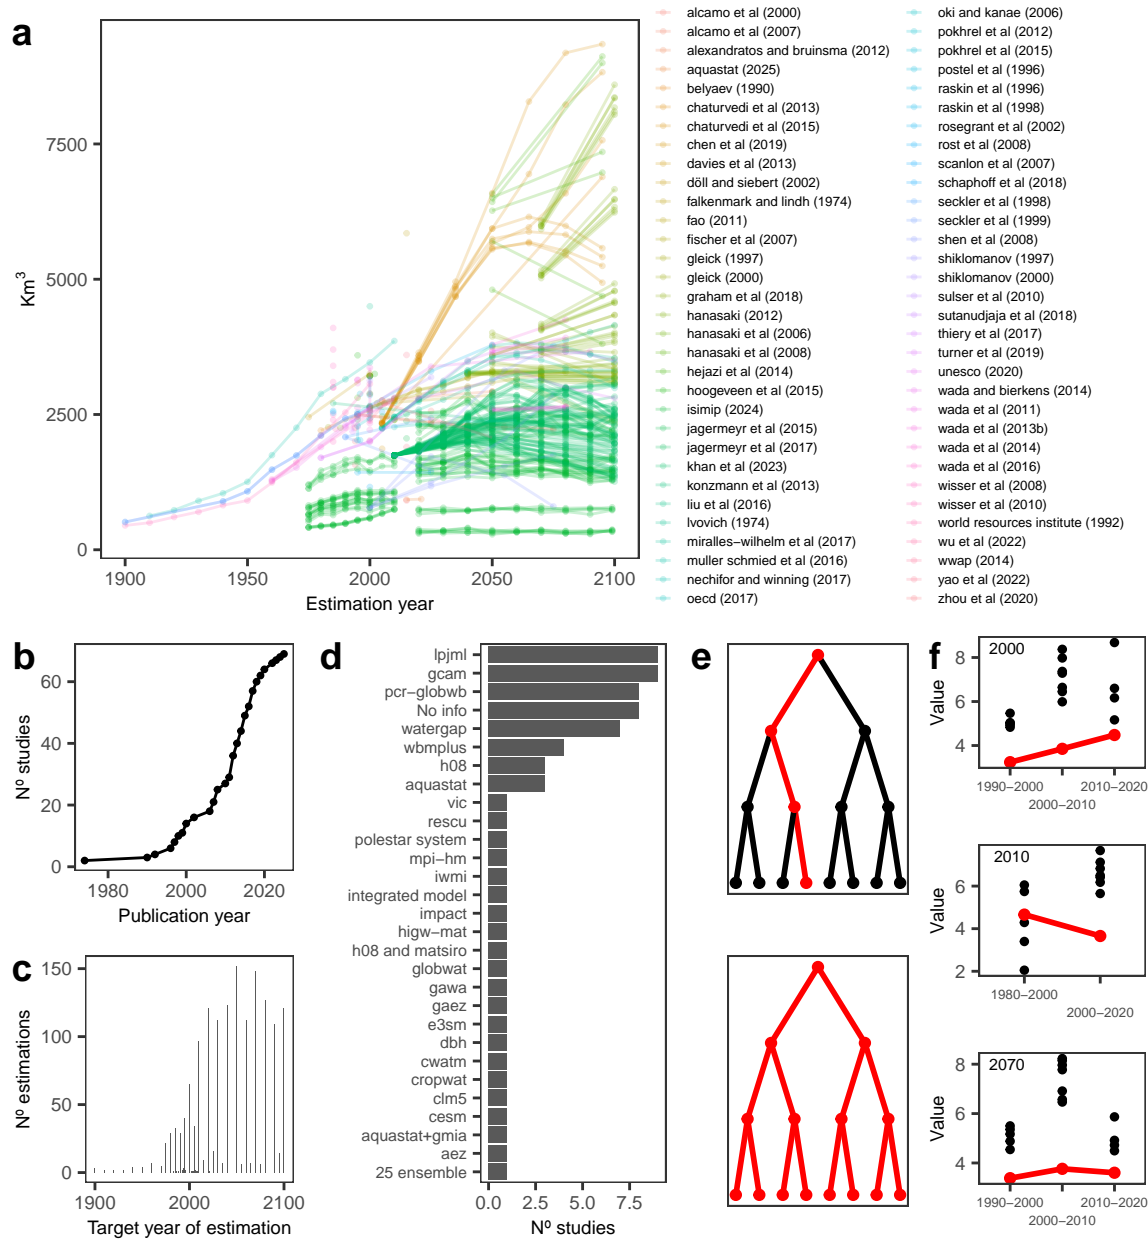 a
Km³
7500
5000
2500
0
1900
1950
2000
2050
2100
Estimation year
alcamo et al (2000)
alcamo et al (2007)
alexandratos and bruinsma (2012)
aquastat (2025)
belyaev (1990)
chaturvedi et al (2013)
chaturvedi et al (2015)
chen et al (2019)
davies et al (2013)
döll and siebert (2002)
falkenmark and lindh (1974)
fao (2011)
fischer et al (2007)
gleick (1997)
gleick (2000)
graham et al (2018)
hanasaki (2012)
hanasaki et al (2006)
hanasaki et al (2008)
hejazi et al (2014)
hoogeveen et al (2015)
isimip (2024)
jagermeyr et al (2015)
jagermeyr et al (2017)
khan et al (2023)
konzmann et al (2013)
liu et al (2016)
lvovich (1974)
miralles−wilhelm et al (2017)
muller schmied et al (2016)
nechifor and winning (2017)
oecd (2017)
oki and kanae (2006)
pokhrel et al (2012)
pokhrel et al (2015)
postel et al (1996)
raskin et al (1996)
raskin et al (1998)
rosegrant et al (2002)
rost et al (2008)
scanlon et al (2007)
schaphoff et al (2018)
seckler et al (1998)
seckler et al (1999)
shen et al (2008)
shiklomanov (1997)
shiklomanov (2000)
sulser et al (2010)
sutanudjaja et al (2018)
thiery et al (2017)
turner et al (2019)
unesco (2020)
wada and bierkens (2014)
wada et al (2011)
wada et al (2013b)
wada et al (2014)
wada et al (2016)
wisser et al (2008)
wisser et al (2010)
world resources institute (1992)
wu et al (2022)
wwap (2014)
yao et al (2022)
zhou et al (2020)
b
Nº studies
60
40
20
0
1980
2000
2020
Publication year
c
Nº estimations
150
100
50
0
1900
2000
2100
Target year of estimation
d
lpjml
gcam
pcr−globwb
No info
watergap
wbmplus
h08
aquastat
vic
rescu
polestar system
mpi−hm
iwmi
integrated model
impact
higw−mat
h08 and matsiro
globwat
gawa
gaez
e3sm
dbh
cwatm
cropwat
clm5
cesm
aquastat+gmia
aez
25 ensemble
0.0
2.5
5.0
7.5
Nº studies
e
f
2000
Value
8
6
4
1990−2000
2000−2010
2010−2020
2010
Value
6
4
2
1980−2000
2000−2020
2070
Value
8
6
4
1990−2000
2000−2010
2010−2020